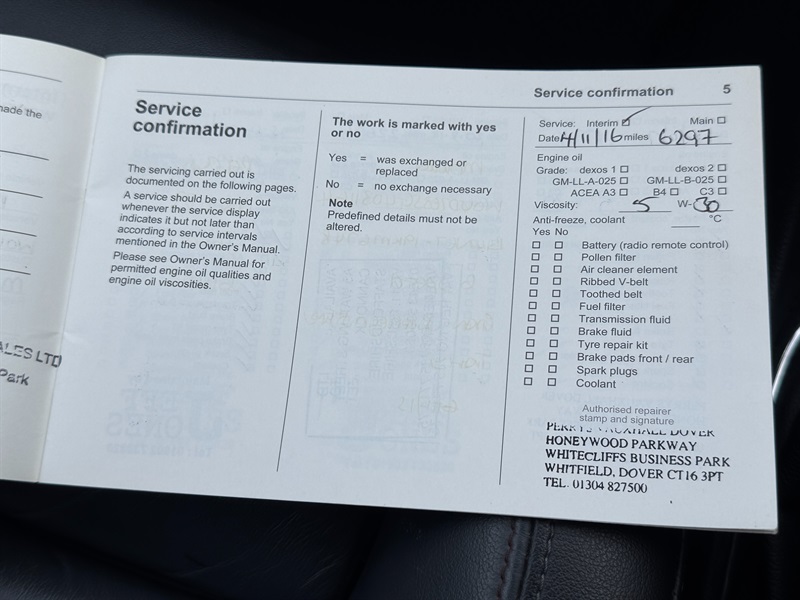 nade the
ALES LTD
Park
Service confirmation 5
Service
confirmation
The servicing carried out is
documented on the following pages.
A service should be carried out
whenever the service display
indicates it but not later than
according to service intervals
mentioned in the Owner's Manual.
Please see Owner's Manual for
permitted engine oil qualities and
engine oil viscosities.
The work is marked with yes
or no
Yes = was exchanged or
replaced
No = no exchange necessary
Note
Predefined details must not be
altered.
Service: Interim ☑ Main ☐
Date 4/11/16 miles 6297
Engine oil
Grade: dexos 1 ☐ dexos 2 ☐
GM-LL-A-025 ☐ GM-LL-B-025 ☐
ACEA A3 ☐ B4 ☐ C3 ☐
Viscosity: 5 W- 30
Anti-freeze, coolant °C
Yes No
☐ ☐ Battery (radio remote control)
☐ ☐ Pollen filter
☐ ☐ Air cleaner element
☐ ☐ Ribbed V-belt
☐ ☐ Toothed belt
☐ ☐ Fuel filter
☐ ☐ Transmission fluid
☐ ☐ Brake fluid
☐ ☐ Tyre repair kit
☐ ☐ Brake pads front / rear
☐ ☐ Spark plugs
☐ ☐ Coolant
Authorised repairer
stamp and signature
PERRYS VAUXHALL DOVER
HONEYWOOD PARKWAY
WHITECLIFFS BUSINESS PARK
WHITFIELD, DOVER CT16 3PT
TEL. 01304 827500